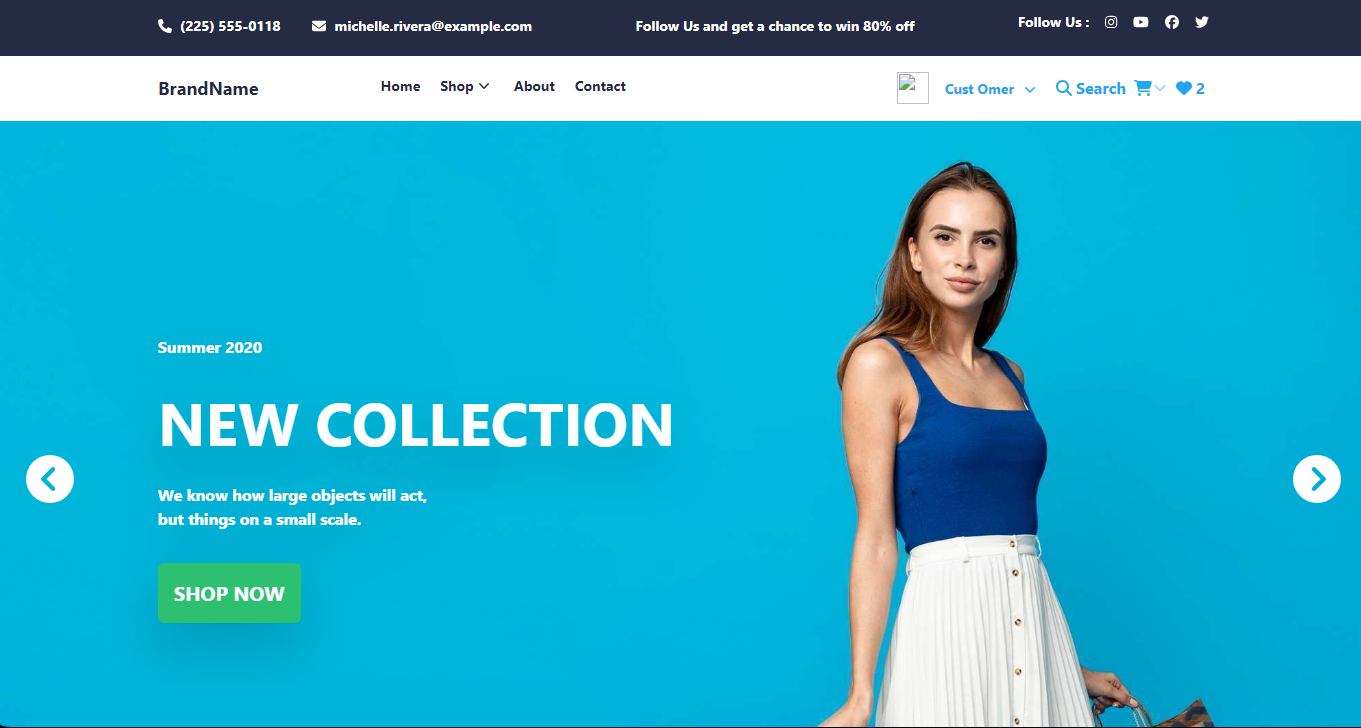 (225) 555-0118 michelle.rivera@example.com Follow Us and get a chance to win 80% off Follow Us :
BrandName Home Shop About Contact Cust Omer Search 2
Summer 2020
NEW COLLECTION
We know how large objects will act,
but things on a small scale.
SHOP NOW